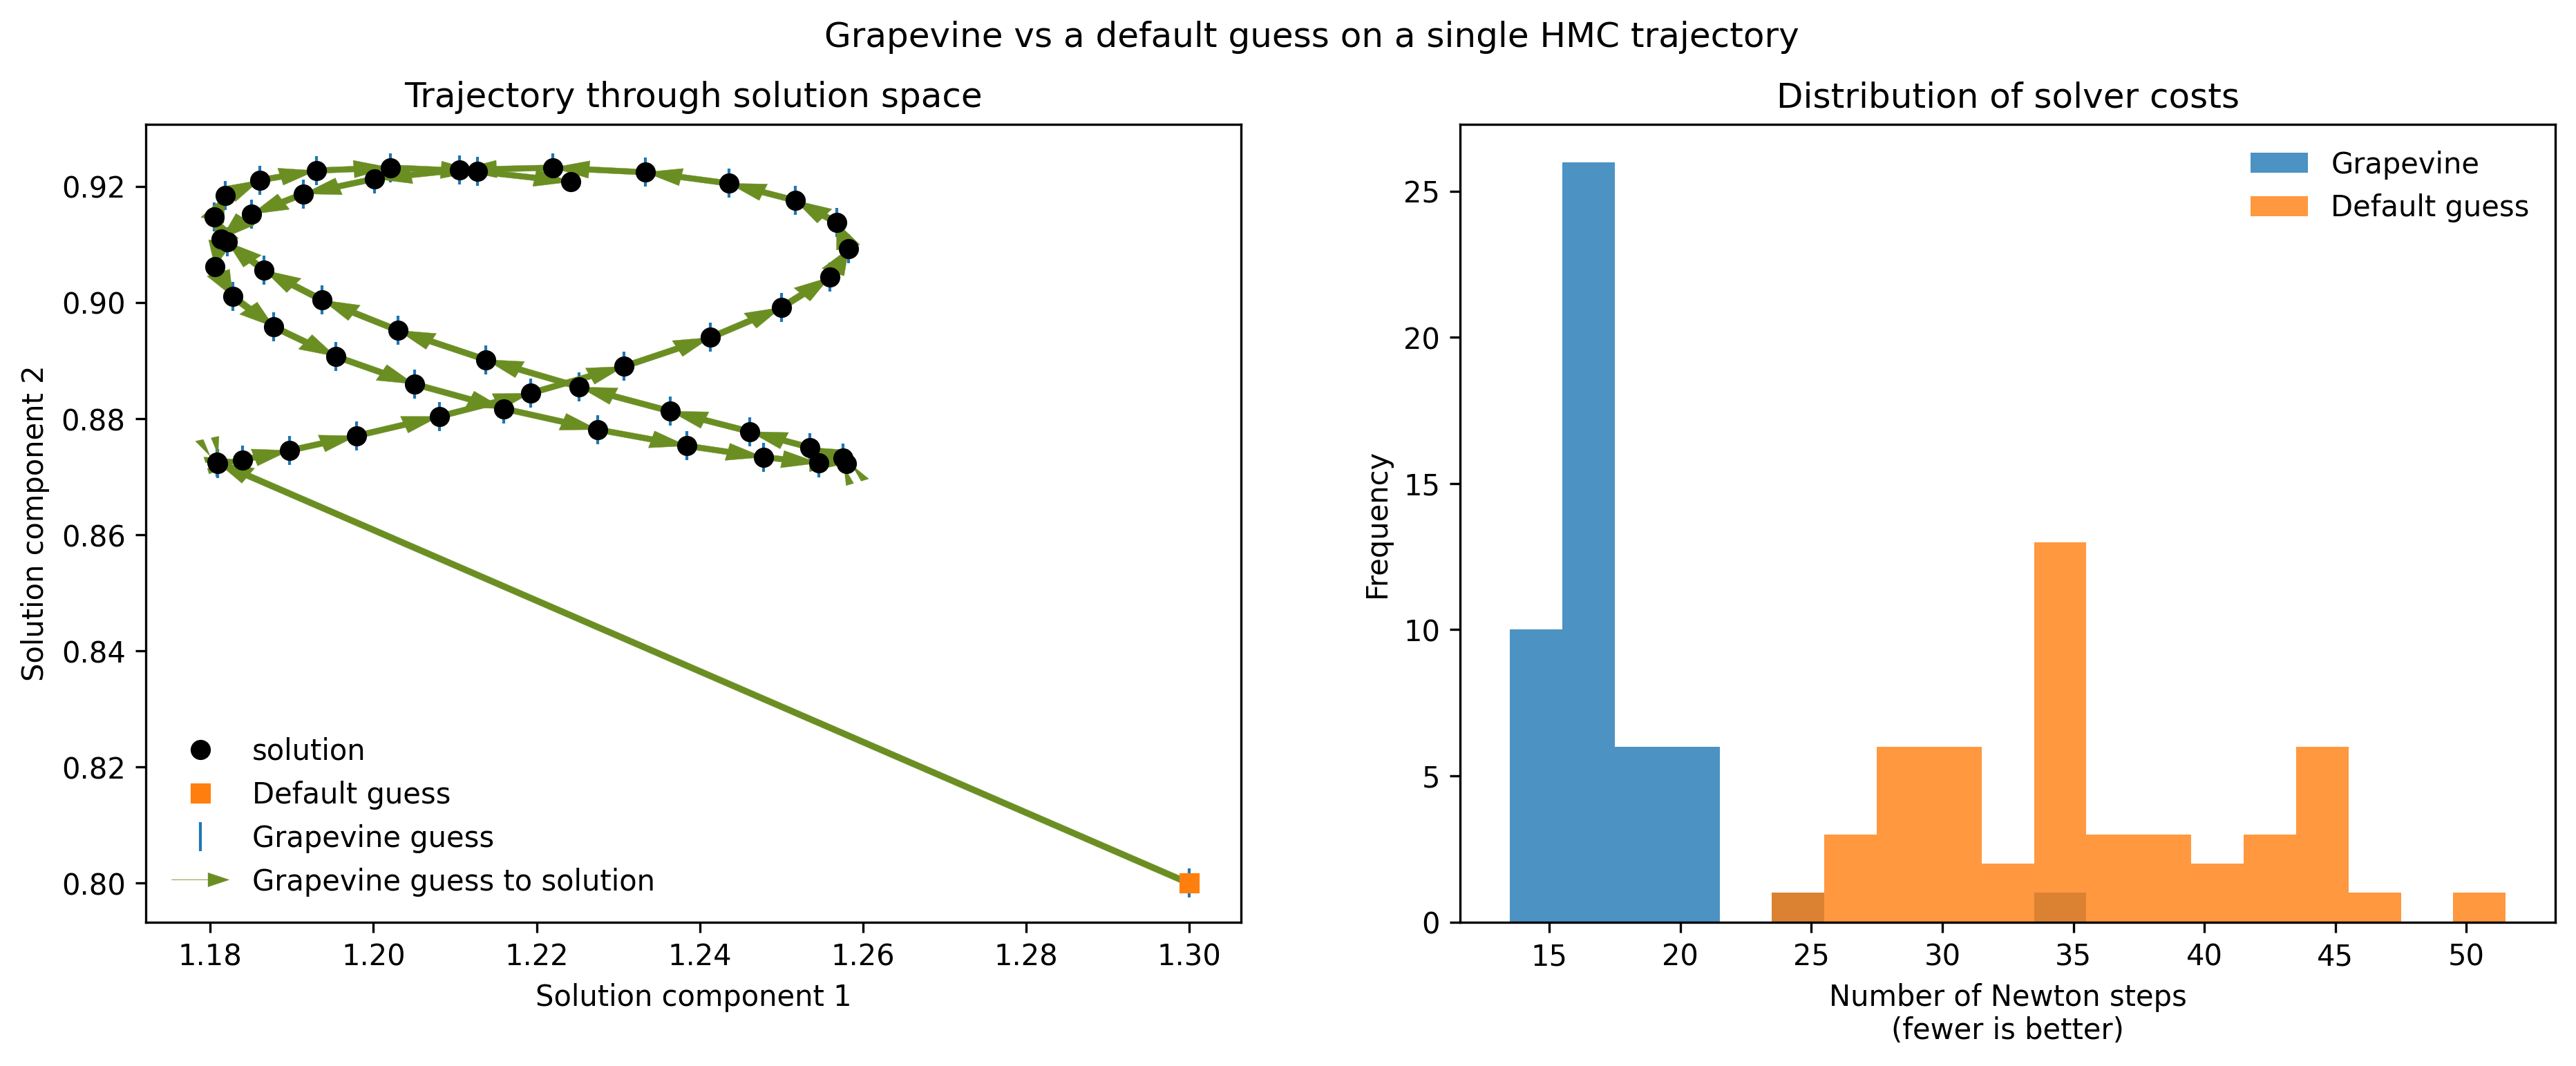 Grapevine vs a default guess on a single HMC trajectory
Trajectory through solution space
Solution component 2
0.92
0.90
0.88
0.86
0.84
0.82
0.80
solution
Default guess
Grapevine guess
Grapevine guess to solution
1.18 1.20 1.22 1.24 1.26 1.28 1.30
Solution component 1
Distribution of solver costs
Frequency
25
20
15
10
5
0
Grapevine
Default guess
15 20 25 30 35 40 45 50
Number of Newton steps
(fewer is better)